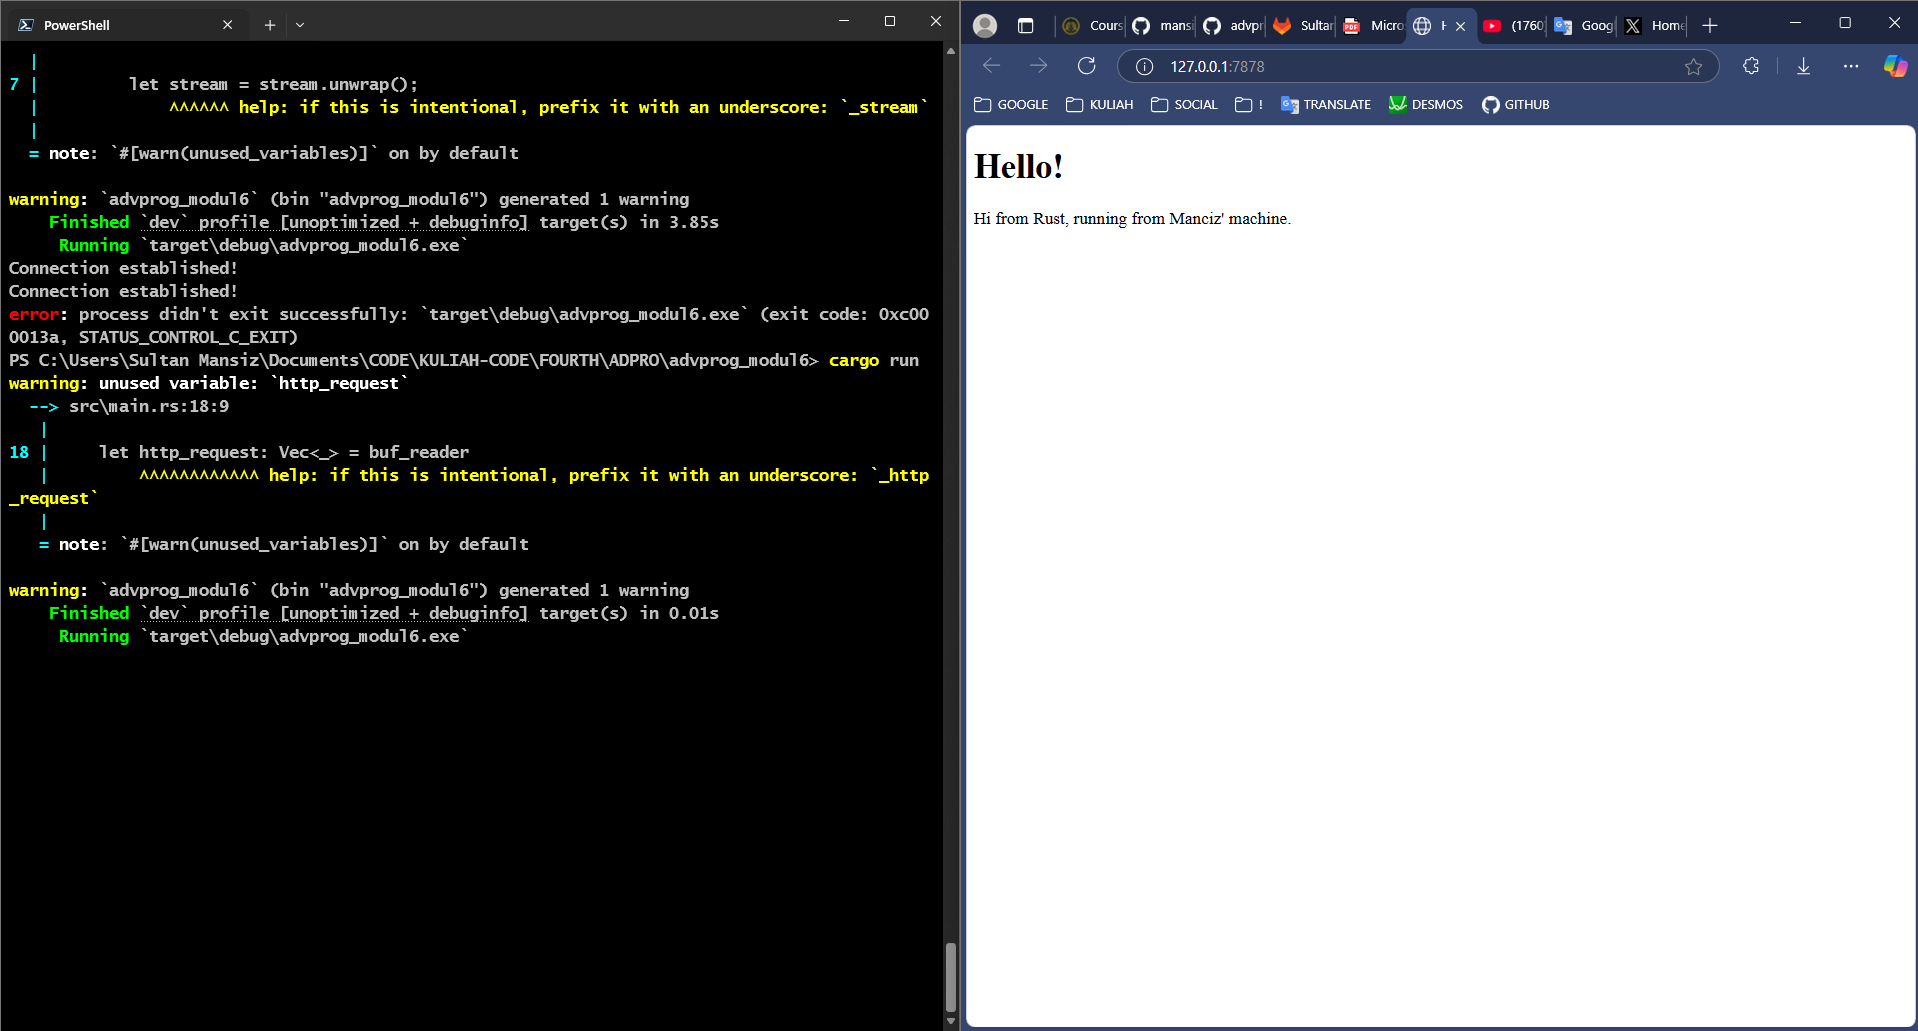 PowerShell
|
7 |         let stream = stream.unwrap();
|             ^^^^^^ help: if this is intentional, prefix it with an underscore: `_stream`
|
= note: `#[warn(unused_variables)]` on by default
warning: `advprog_modul6` (bin "advprog_modul6") generated 1 warning
Finished `dev` profile [unoptimized + debuginfo] target(s) in 3.85s
Running `target\debug\advprog_modul6.exe`
Connection established!
Connection established!
error: process didn't exit successfully: `target\debug\advprog_modul6.exe` (exit code: 0xc00
0013a, STATUS_CONTROL_C_EXIT)
PS C:\Users\Sultan Mansiz\Documents\CODE\KULIAH-CODE\FOURTH\ADPRO\advprog_modul6> cargo run
warning: unused variable: `http_request`
--> src\main.rs:18:9
|
18 |     let http_request: Vec<_> = buf_reader
|         ^^^^^^^^^^^^ help: if this is intentional, prefix it with an underscore: `_http
_request`
|
= note: `#[warn(unused_variables)]` on by default
warning: `advprog_modul6` (bin "advprog_modul6") generated 1 warning
Finished `dev` profile [unoptimized + debuginfo] target(s) in 0.01s
Running `target\debug\advprog_modul6.exe`
Cours mansi advpr Sultan Micro H (1760 Goog Home
127.0.0.1:7878
GOOGLE KULIAH SOCIAL ! TRANSLATE DESMOS GITHUB
Hello!
Hi from Rust, running from Manciz' machine.